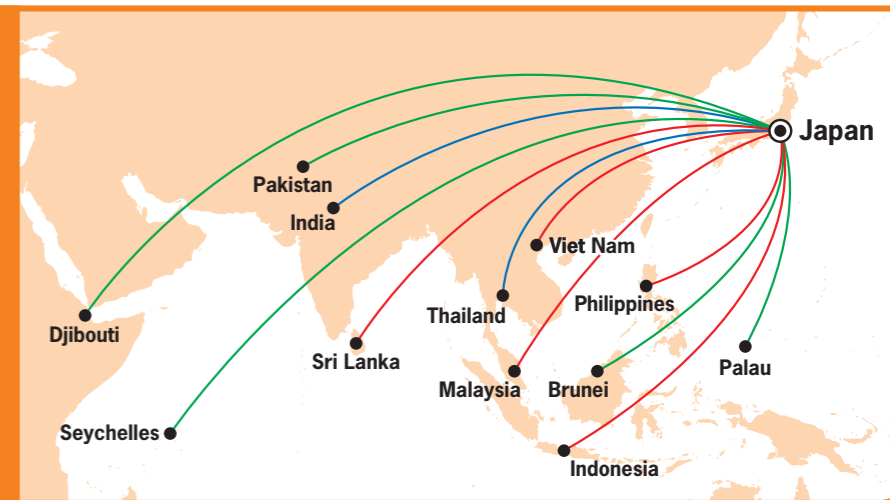 Japan
Pakistan
India
Viet Nam
Thailand
Philippines
Djibouti
Sri Lanka
Palau
Malaysia
Brunei
Seychelles
Indonesia